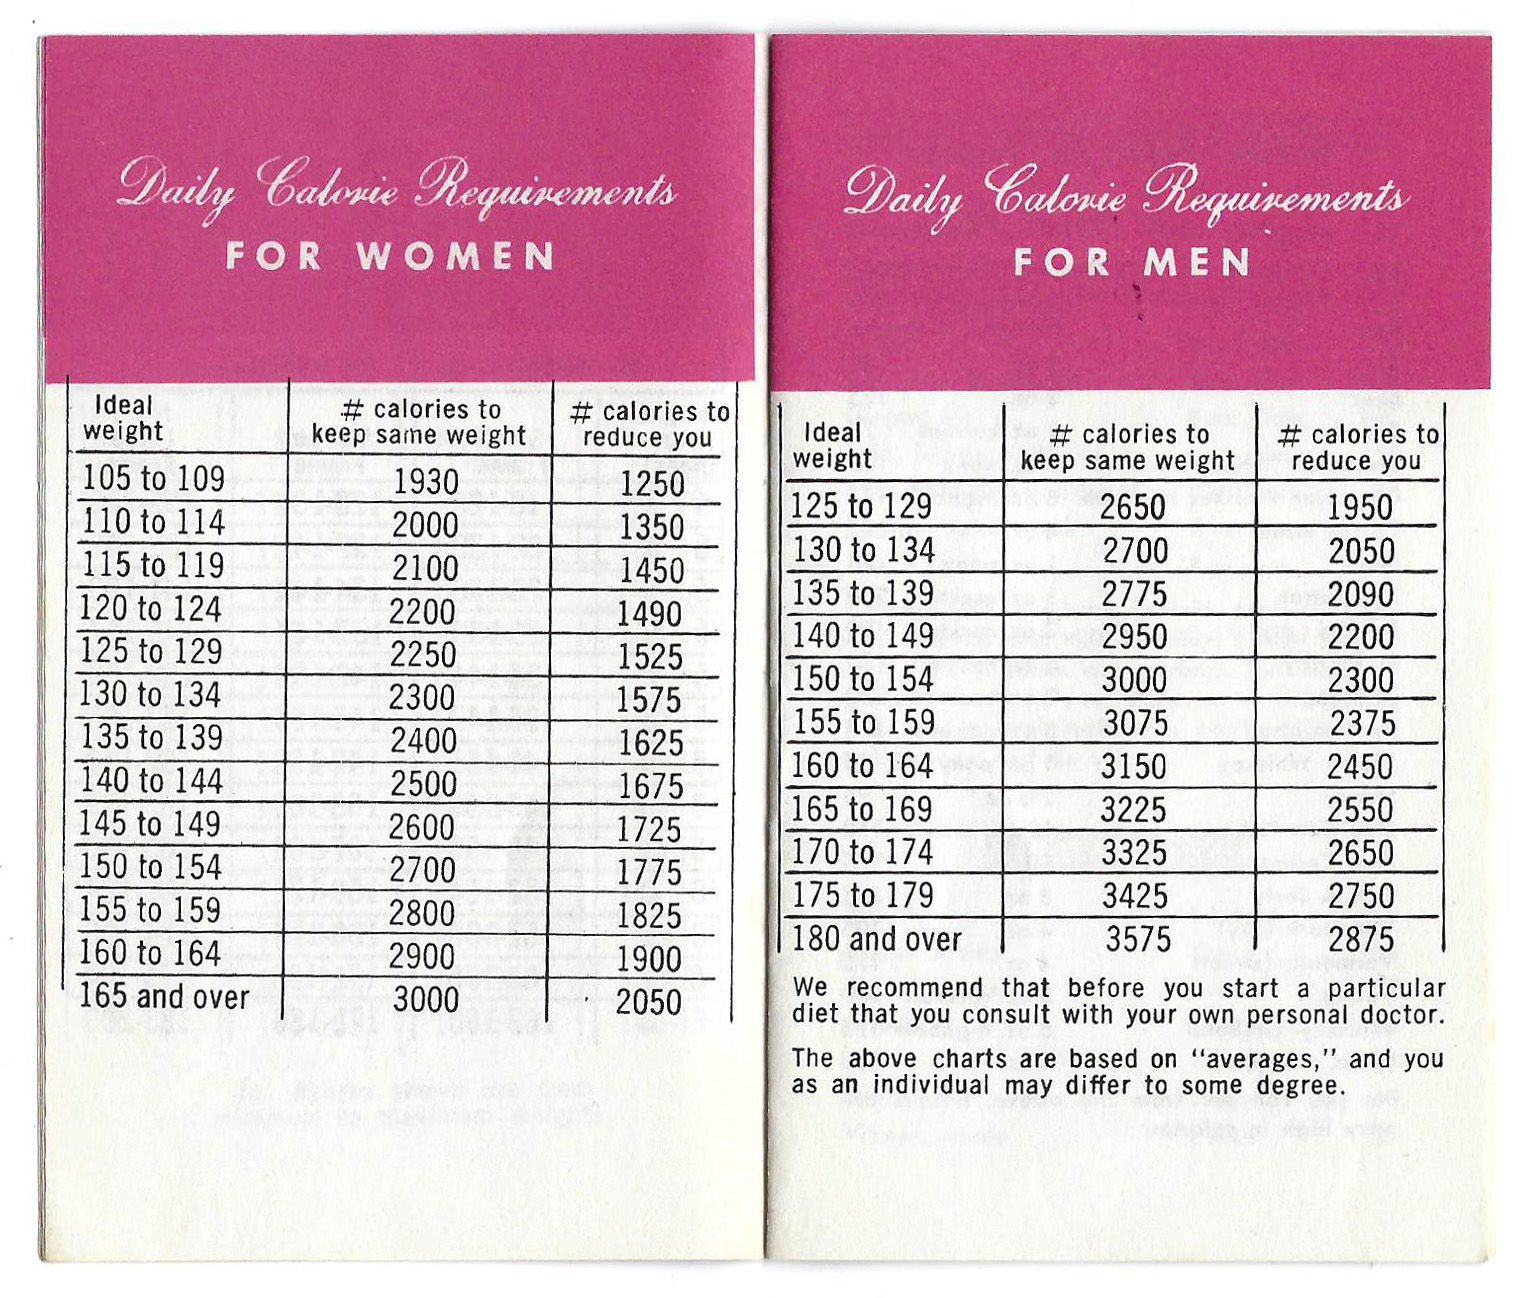 Daily Calorie Requirements
FOR WOMEN
Ideal weight | # calories to keep same weight | # calories to reduce you
105 to 109 | 1930 | 1250
110 to 114 | 2000 | 1350
115 to 119 | 2100 | 1450
120 to 124 | 2200 | 1490
125 to 129 | 2250 | 1525
130 to 134 | 2300 | 1575
135 to 139 | 2400 | 1625
140 to 144 | 2500 | 1675
145 to 149 | 2600 | 1725
150 to 154 | 2700 | 1775
155 to 159 | 2800 | 1825
160 to 164 | 2900 | 1900
165 and over | 3000 | 2050
Daily Calorie Requirements
FOR MEN
Ideal weight | # calories to keep same weight | # calories to reduce you
125 to 129 | 2650 | 1950
130 to 134 | 2700 | 2050
135 to 139 | 2775 | 2090
140 to 149 | 2950 | 2200
150 to 154 | 3000 | 2300
155 to 159 | 3075 | 2375
160 to 164 | 3150 | 2450
165 to 169 | 3225 | 2550
170 to 174 | 3325 | 2650
175 to 179 | 3425 | 2750
180 and over | 3575 | 2875
We recommend that before you start a particular
diet that you consult with your own personal doctor.
The above charts are based on "averages," and you
as an individual may differ to some degree.